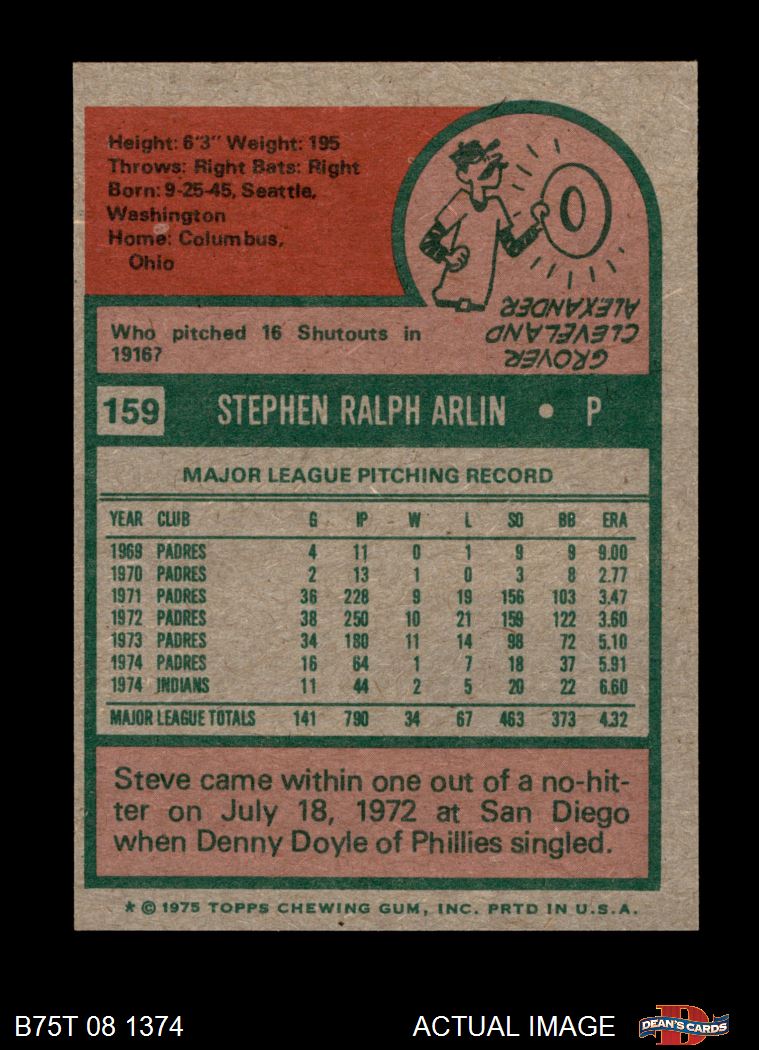 Height: 6'3" Weight: 195
Throws: Right Bats: Right
Born: 9-25-45, Seattle,
Washington
Home: Columbus,
Ohio
0
Who pitched 16 Shutouts in
1916?
GROVER
CLEVELAND
ALEXANDER
159 STEPHEN RALPH ARLIN • P
MAJOR LEAGUE PITCHING RECORD
YEAR CLUB G IP W L SO BB ERA
1969 PADRES 4 11 0 1 9 9 9.00
1970 PADRES 2 13 1 0 3 8 2.77
1971 PADRES 36 228 9 19 156 103 3.47
1972 PADRES 38 250 10 21 159 122 3.60
1973 PADRES 34 180 11 14 98 72 5.10
1974 PADRES 16 64 1 7 18 37 5.91
1974 INDIANS 11 44 2 5 20 22 6.60
MAJOR LEAGUE TOTALS 141 790 34 67 463 373 4.32
Steve came within one out of a no-hit-
ter on July 18, 1972 at San Diego
when Denny Doyle of Phillies singled.
* © 1975 TOPPS CHEWING GUM, INC. PRTD IN U.S.A.
B75T 08 1374 ACTUAL IMAGE D DEAN'S CARDS